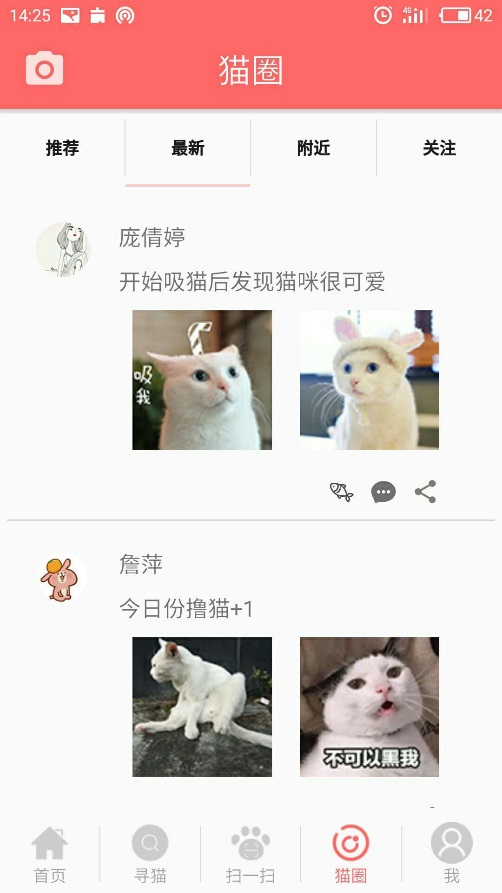 14:25
4G
42
猫圈
推荐 最新 附近 关注
庞倩婷
开始吸猫后发现猫咪很可爱
吸
我
詹萍
今日份撸猫+1
不可以黑我
首页 寻猫 扫一扫 猫圈 我